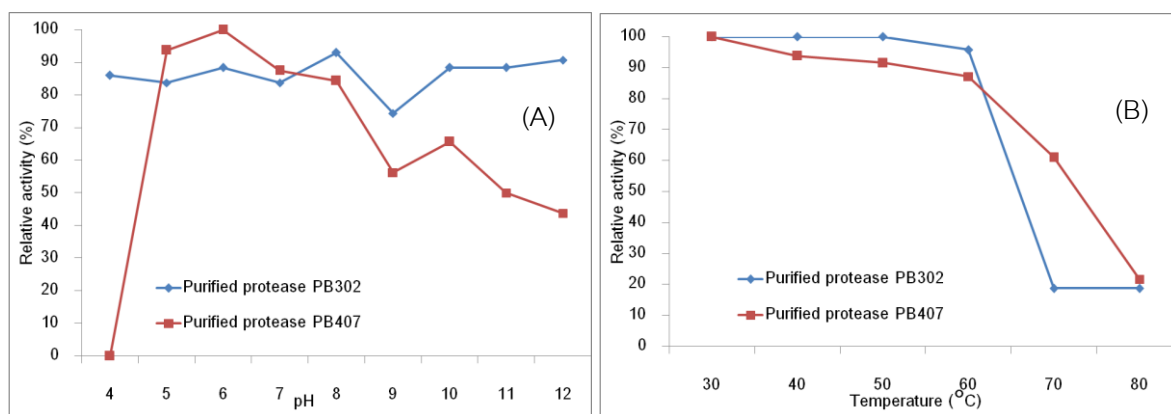 100
90
80
70
60
50
40
30
20
10
0
Relative activity (%)
(A)
Purified protease PB302
Purified protease PB407
4 5 6 7 8 9 10 11 12
pH
100
90
80
70
60
50
40
30
20
10
0
Relative activity (%)
(B)
Purified protease PB302
Purified protease PB407
30 40 50 60 70 80
Temperature (°C)